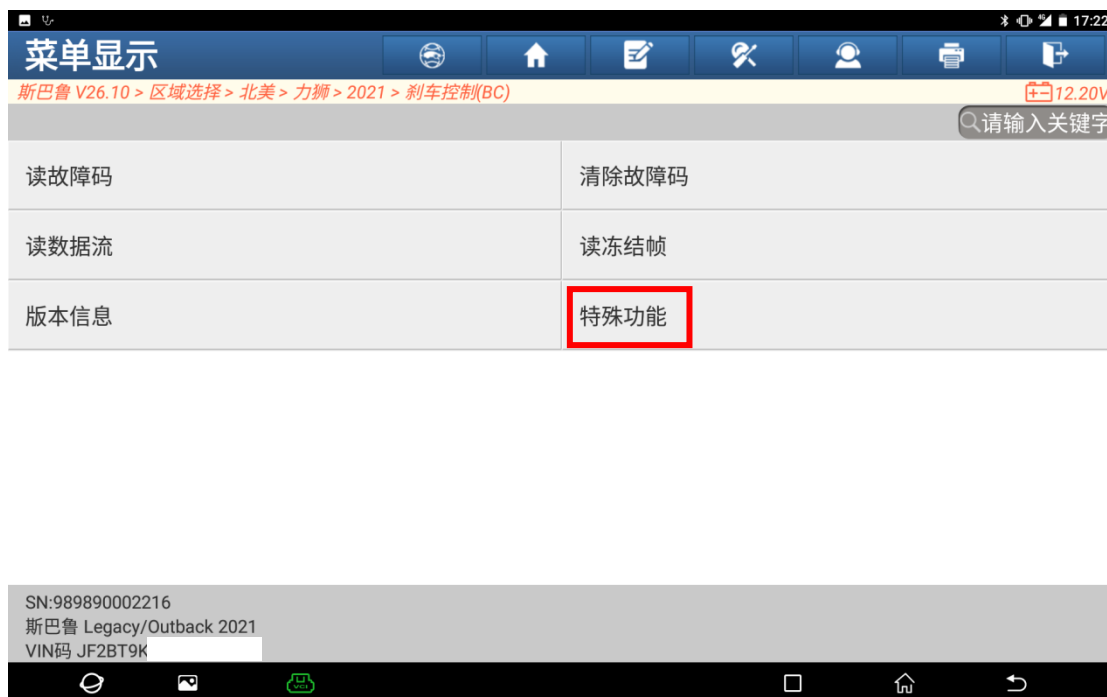 17:22
菜单显示
斯巴鲁 V26.10 > 区域选择 > 北美 > 力狮 > 2021 > 刹车控制(BC)
12.20V
请输入关键字
读故障码
清除故障码
读数据流
读冻结帧
版本信息
特殊功能
SN:989890002216
斯巴鲁 Legacy/Outback 2021
VIN码 JF2BT9K